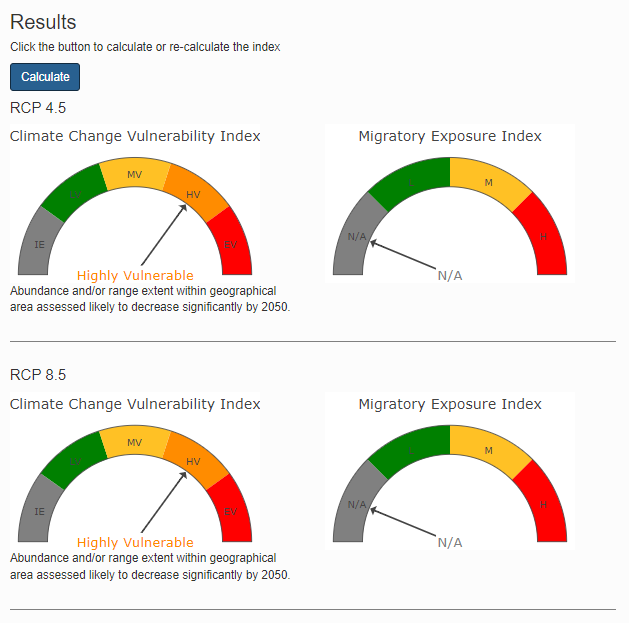 Results
Click the button to calculate or re-calculate the index
Calculate
RCP 4.5
Climate Change Vulnerability Index
MV
HV
IE
Highly Vulnerable
Abundance and/or range extent within geographical
area assessed likely to decrease significantly by 2050.
Migratory Exposure Index
M
N/A
H
N/A
RCP 8.5
Climate Change Vulnerability Index
MV
HV
IE
EV
Highly Vulnerable
Abundance and/or range extent within geographical
area assessed likely to decrease significantly by 2050.
Migratory Exposure Index
M
N/A
H
N/A